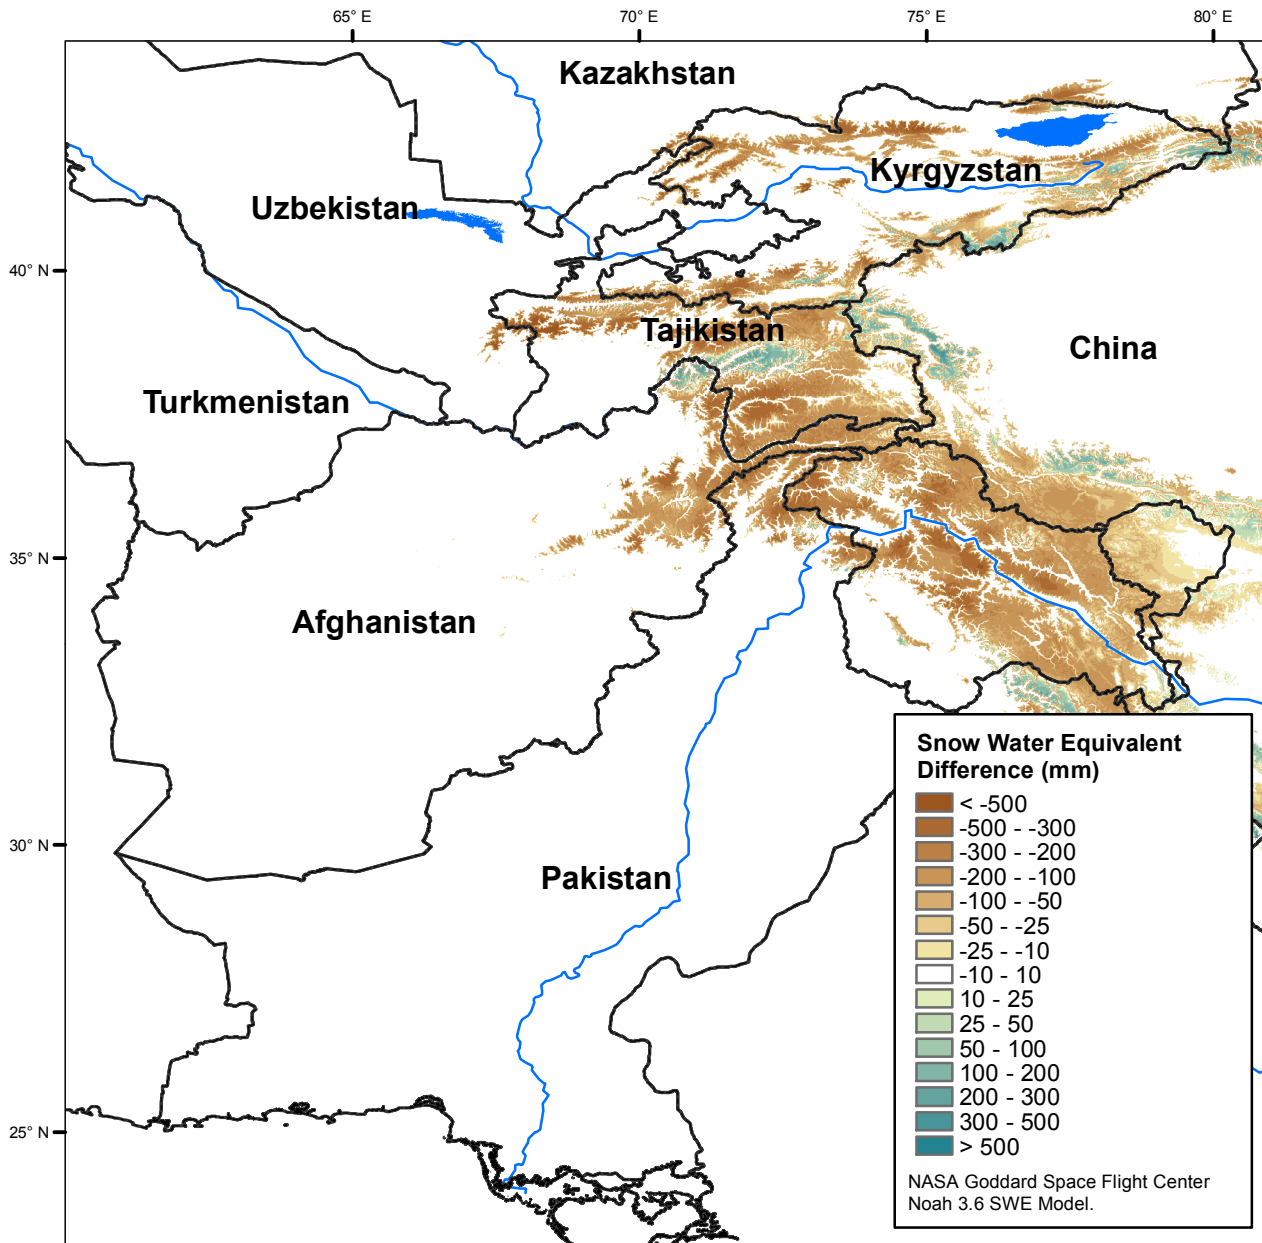 65° E 70° E 75° E 80° E
Kazakhstan
Kyrgyzstan
Uzbekistan
40° N
Tajikistan
China
Turkmenistan
35° N
Afghanistan
Snow Water Equivalent
Difference (mm)
< -500
-500 - -300
30° N
-300 - -200
Pakistan
-200 - -100
-100 - -50
-50 - -25
-25 - -10
-10 - 10
10 - 25
25 - 50
50 - 100
100 - 200
200 - 300
300 - 500
25° N
> 500
NASA Goddard Space Flight Center
Noah 3.6 SWE Model.